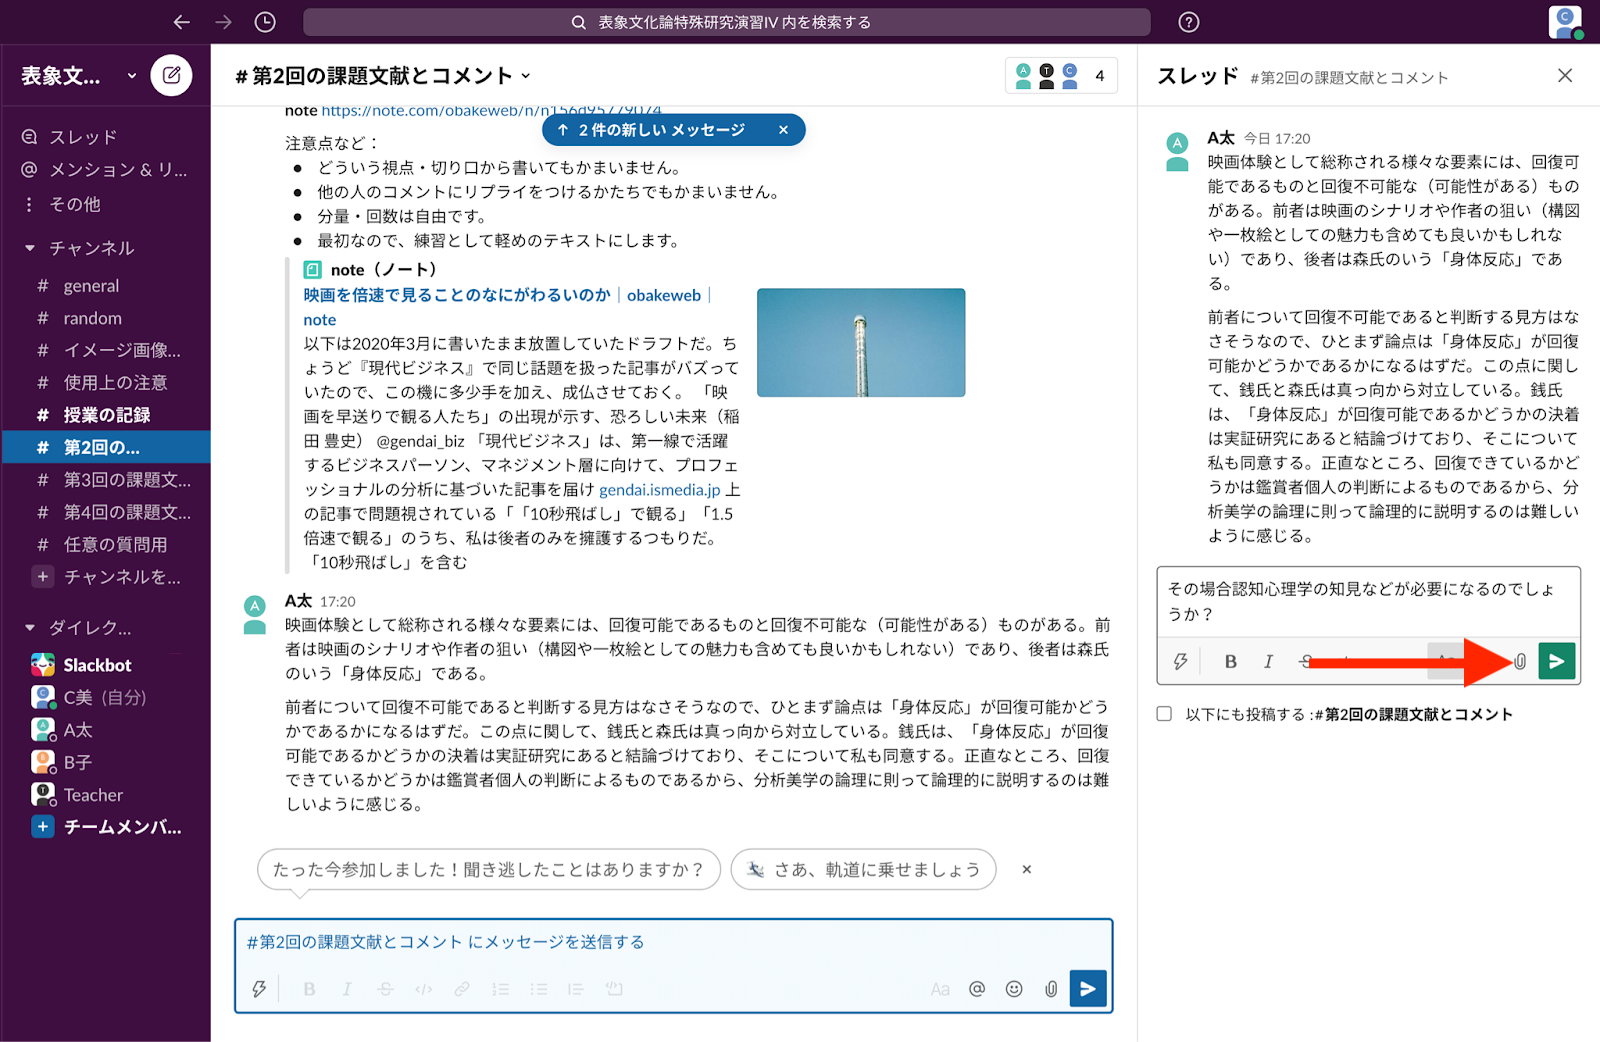 表象文化論特殊研究演習IV 内を検索する
?
C
表象文...
スレッド
メンション & リ...
その他
チャンネル
# general
# random
# イメージ画像...
# 使用上の注意
# 授業の記録
# 第2回の...
# 第3回の課題文...
# 第4回の課題文...
# 任意の質問用
+ チャンネルを...
ダイレク...
Slackbot
C美 (自分)
A太
B子
Teacher
+ チームメンバ...
# 第2回の課題文献とコメント
A T C 4
note https://note.com/obakeweb/n/n156d95779074
↑ 2 件の新しい メッセージ ×
注意点など：
● どういう視点・切り口から書いてもかまいません。
● 他の人のコメントにリプライをつけるかたちでもかまいません。
● 分量・回数は自由です。
● 最初なので、練習として軽めのテキストにします。
note（ノート）
映画を倍速で見ることのなにがわるいのか｜obakeweb｜
note
以下は2020年3月に書いたまま放置していたドラフトだ。ち
ょうど『現代ビジネス』で同じ話題を扱った記事がバズって
いたので、この機に多少手を加え、成仏させておく。 「映
画を早送りで観る人たち」の出現が示す、恐ろしい未来（稲
田 豊史） @gendai_biz 「現代ビジネス」は、第一線で活躍
するビジネスパーソン、マネジメント層に向けて、プロフェ
ッショナルの分析に基づいた記事を届け gendai.ismedia.jp 上
の記事で問題視されている「「10秒飛ばし」で観る」「1.5
倍速で観る」のうち、私は後者のみを擁護するつもりだ。
「10秒飛ばし」を含む
A
A太 17:20
映画体験として総称される様々な要素には、回復可能であるものと回復不可能な（可能性がある）ものがある。前
者は映画のシナリオや作者の狙い（構図や一枚絵としての魅力も含めても良いかもしれない）であり、後者は森氏
のいう「身体反応」である。
前者について回復不可能であると判断する見方はなさそうなので、ひとまず論点は「身体反応」が回復可能かどう
かであるかになるはずだ。この点に関して、銭氏と森氏は真っ向から対立している。銭氏は、「身体反応」が回復
可能であるかどうかの決着は実証研究にあると結論づけており、そこについて私も同意する。正直なところ、回復
できているかどうかは鑑賞者個人の判断によるものであるから、分析美学の論理に則って論理的に説明するのは難
しいように感じる。
たった今参加しました！聞き逃したことはありますか？
さあ、軌道に乗せましょう
×
#第2回の課題文献とコメント にメッセージを送信する
B I S </> Aa @
スレッド #第2回の課題文献とコメント
A
A太 今日 17:20
映画体験として総称される様々な要素には、回復可
能であるものと回復不可能な（可能性がある）もの
がある。前者は映画のシナリオや作者の狙い（構図
や一枚絵としての魅力も含めても良いかもしれな
い）であり、後者は森氏のいう「身体反応」であ
る。
前者について回復不可能であると判断する見方はな
さそうなので、ひとまず論点は「身体反応」が回復
可能かどうかであるかになるはずだ。この点に関し
て、銭氏と森氏は真っ向から対立している。銭氏
は、「身体反応」が回復可能であるかどうかの決着
は実証研究にあると結論づけており、そこについて
私も同意する。正直なところ、回復できているかど
うかは鑑賞者個人の判断によるものであるから、分
析美学の論理に則って論理的に説明するのは難しい
ように感じる。
その場合認知心理学の知見などが必要になるのでしょ
うか？
B I S
以下にも投稿する :#第2回の課題文献とコメント